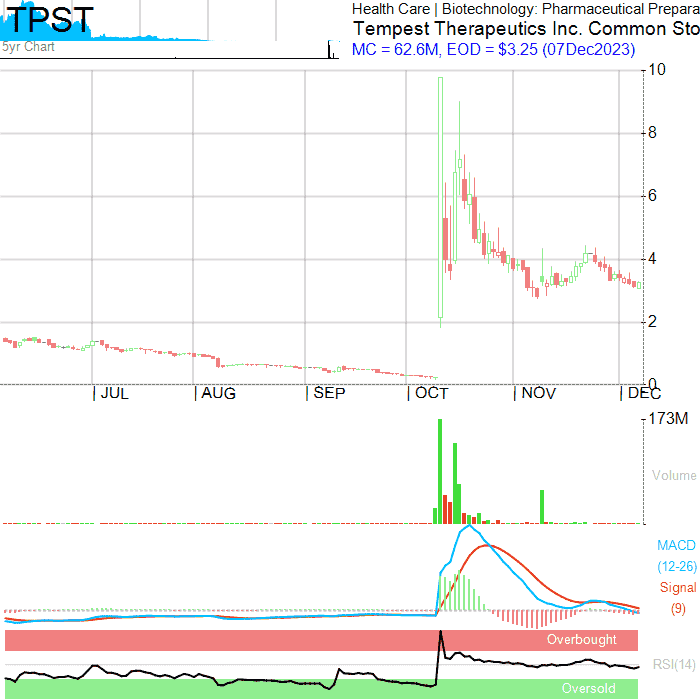 TPST
5yr Chart
Health Care | Biotechnology: Pharmaceutical Prepara
Tempest Therapeutics Inc. Common Sto
MC = 62.6M, EOD = $3.25 (07Dec2023)
10
8
6
4
2
0
JUL
AUG
SEP
OCT
NOV
DEC
173M
Volume
MACD
(12-26)
Signal
(9)
Overbought
RSI(14)
Oversold